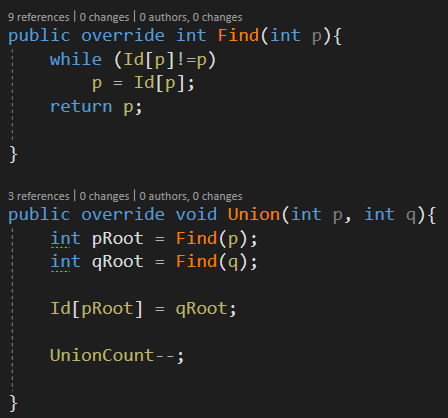 9 references | 0 changes | 0 authors, 0 changes
public override int Find(int p){
    while (Id[p]!=p)
        p = Id[p];
    return p;
}
3 references | 0 changes | 0 authors, 0 changes
public override void Union(int p, int q){
    int pRoot = Find(p);
    int qRoot = Find(q);
    Id[pRoot] = qRoot;
    UnionCount--;
}